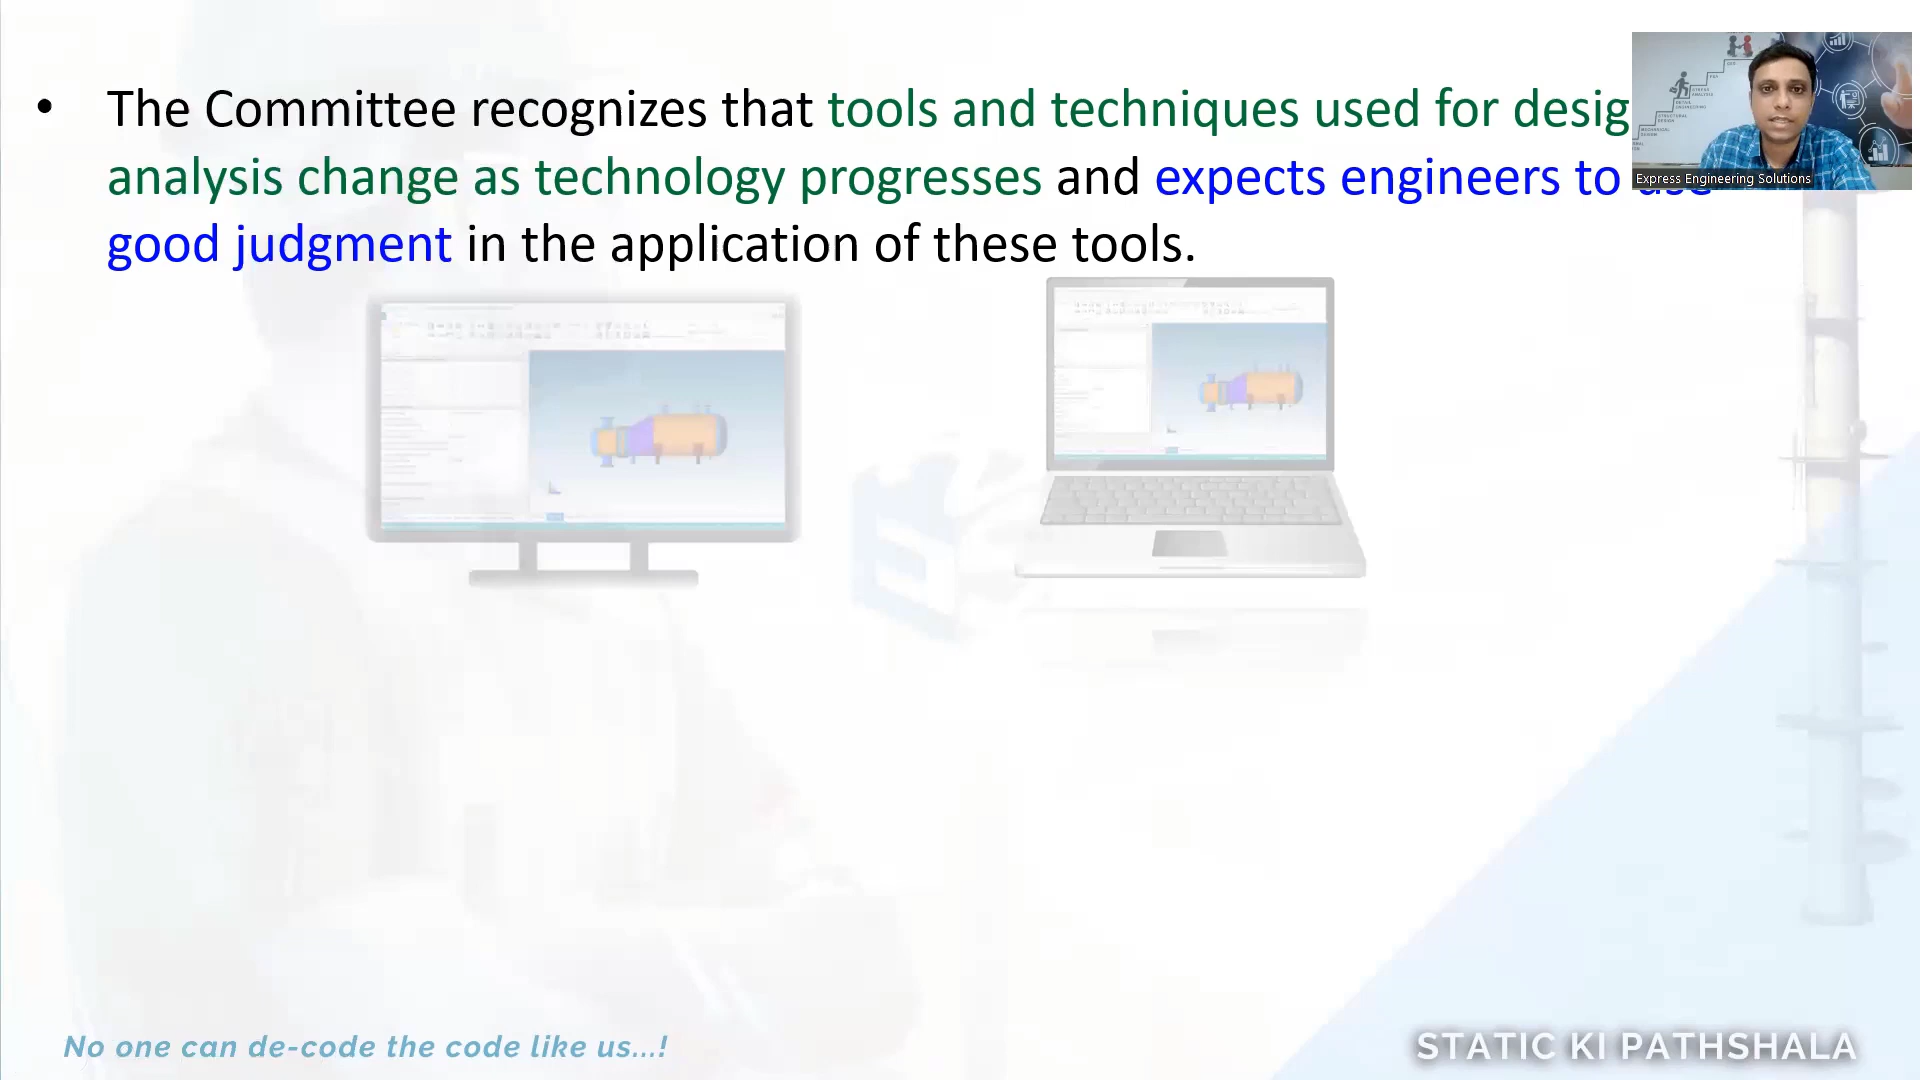 • The Committee recognizes that tools and techniques used for desig
analysis change as technology progresses and expects engineers to use
good judgment in the application of these tools.
Express Engineering Solutions
No one can de-code the code like us...!
STATIC KI PATHSHALA